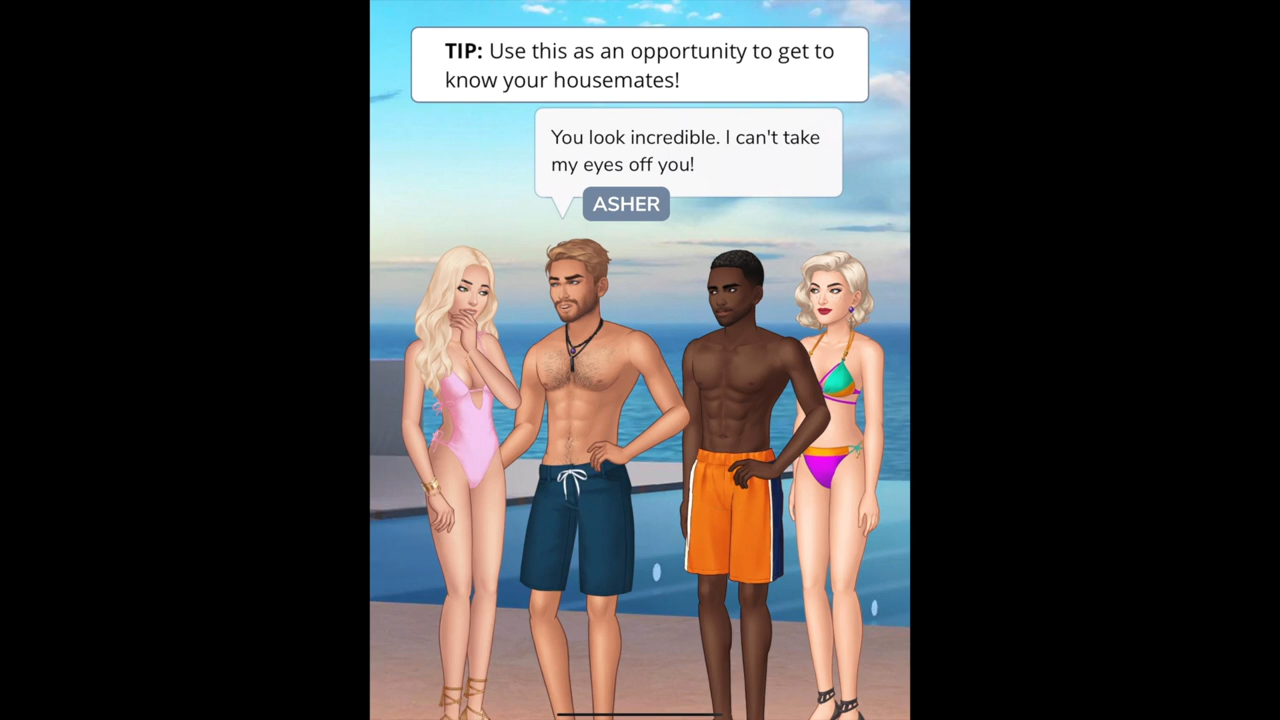 TIP: Use this as an opportunity to get to
know your housemates!
You look incredible. I can't take
my eyes off you!
ASHER